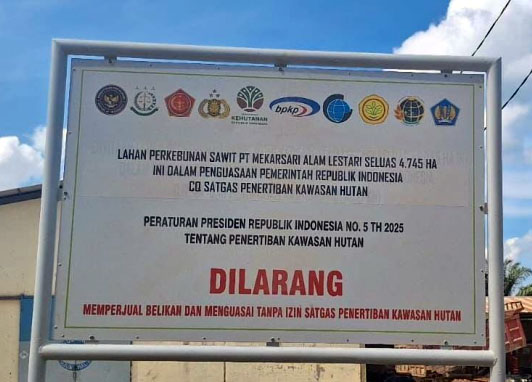 KEHUTANAN
bpkp
LAHAN PERKEBUNAN SAWIT PT MEKARSARI ALAM LESTARI SELUAS 4.745 HA
INI DALAM PENGUASAAN PEMERINTAH REPUBLIK INDONESIA
CQ SATGAS PENERTIBAN KAWASAN HUTAN
PERATURAN PRESIDEN REPUBLIK INDONESIA NO. 5 TH 2025
TENTANG PENERTIBAN KAWASAN HUTAN
DILARANG
MEMPERJUAL BELIKAN DAN MENGUASAI TANPA IZIN SATGAS PENERTIBAN KAWASAN HUTAN